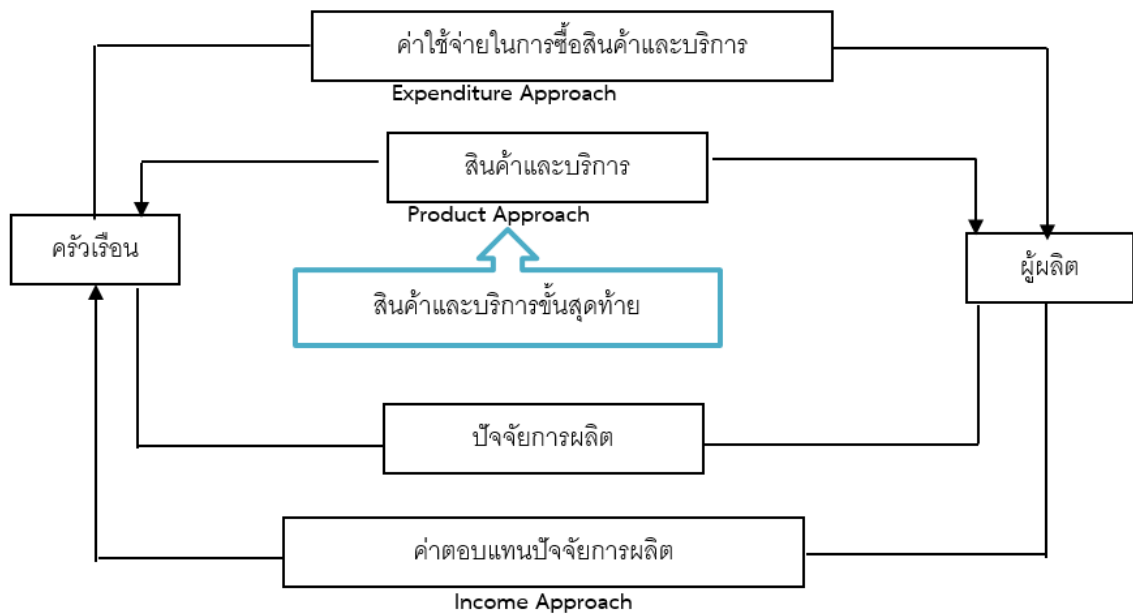 ค่าใช้จ่ายในการซื้อสินค้าและบริการ
Expenditure Approach
สินค้าและบริการ
Product Approach
ครัวเรือน
ผู้ผลิต
สินค้าและบริการขั้นสุดท้าย
ปัจจัยการผลิต
ค่าตอบแทนปัจจัยการผลิต
Income Approach